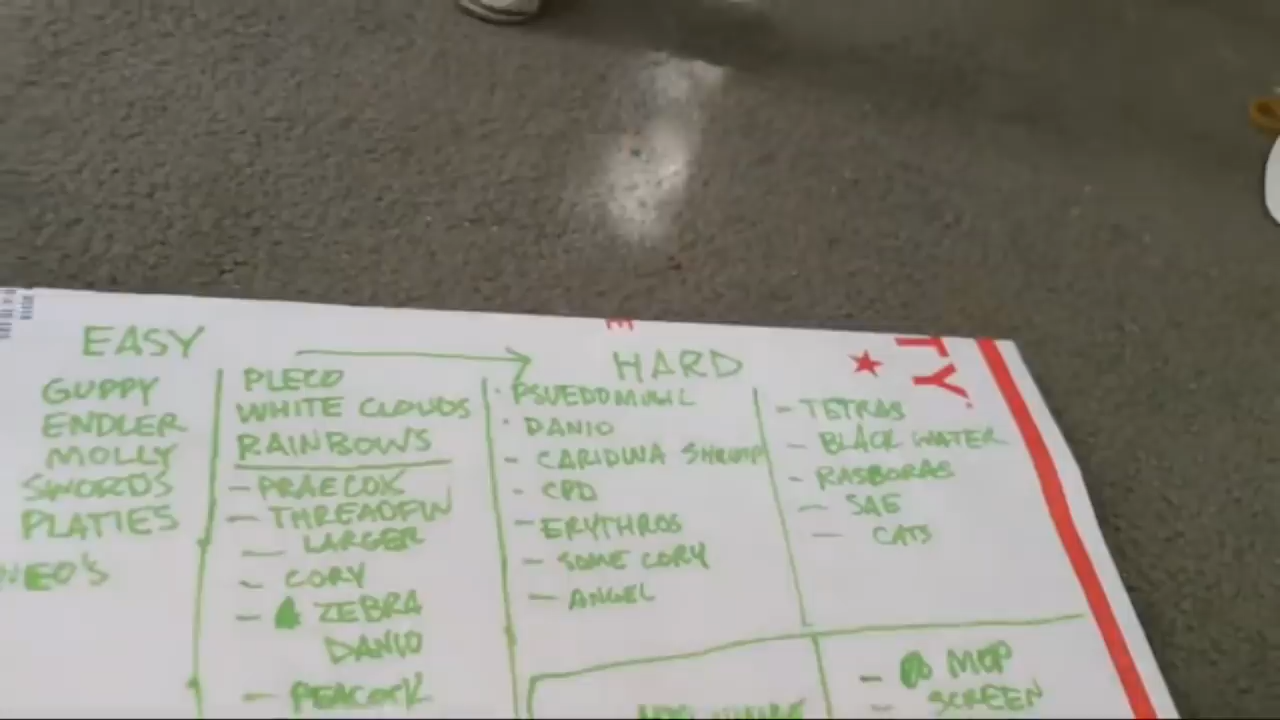 E
TY
EASY
HARD
GUPPY
ENDLER
MOLLY
SWORDS
PLATIES
NEO'S
PLECO
WHITE CLOUDS
RAINBOWS
- PRAECOX
- THREADFIN
- LARGER
- CORY
- ZEBRA
DANIO
- PEACOCK
· PSUEDOMUGIL
· DANIO
- CARIDINA SHRIMP
- CPD
- ERYTHROS
- SOME CORY
- ANGEL
- TETRAS
- BLACK WATER
- RASBORAS
- SAE
- CATS
- MOP
- SCREEN